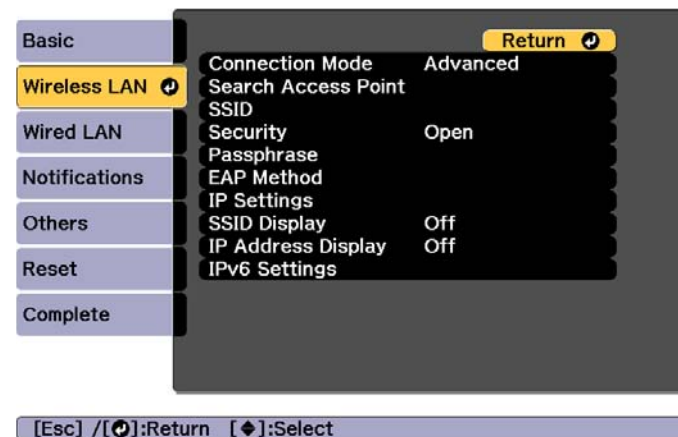 Basic
Wireless LAN
Wired LAN
Notifications
Others
Reset
Complete
Return
Connection Mode Advanced
Search Access Point
SSID
Security Open
Passphrase
EAP Method
IP Settings
SSID Display Off
IP Address Display Off
IPv6 Settings
[Esc] /[⏎]:Return [◆]:Select